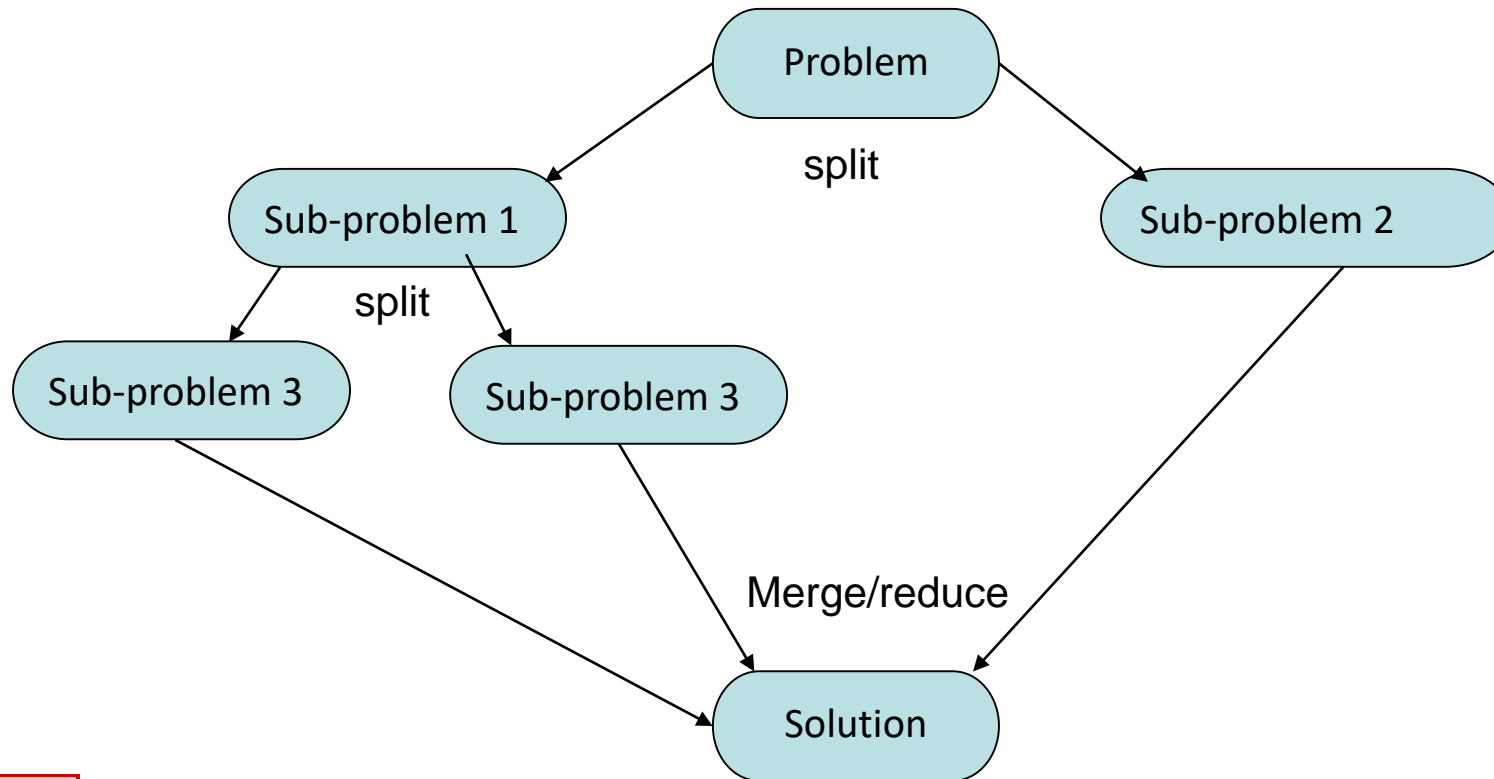 Problem
split
Sub-problem 1
Sub-problem 2
split
Sub-problem 3
Sub-problem 3
Merge/reduce
Solution